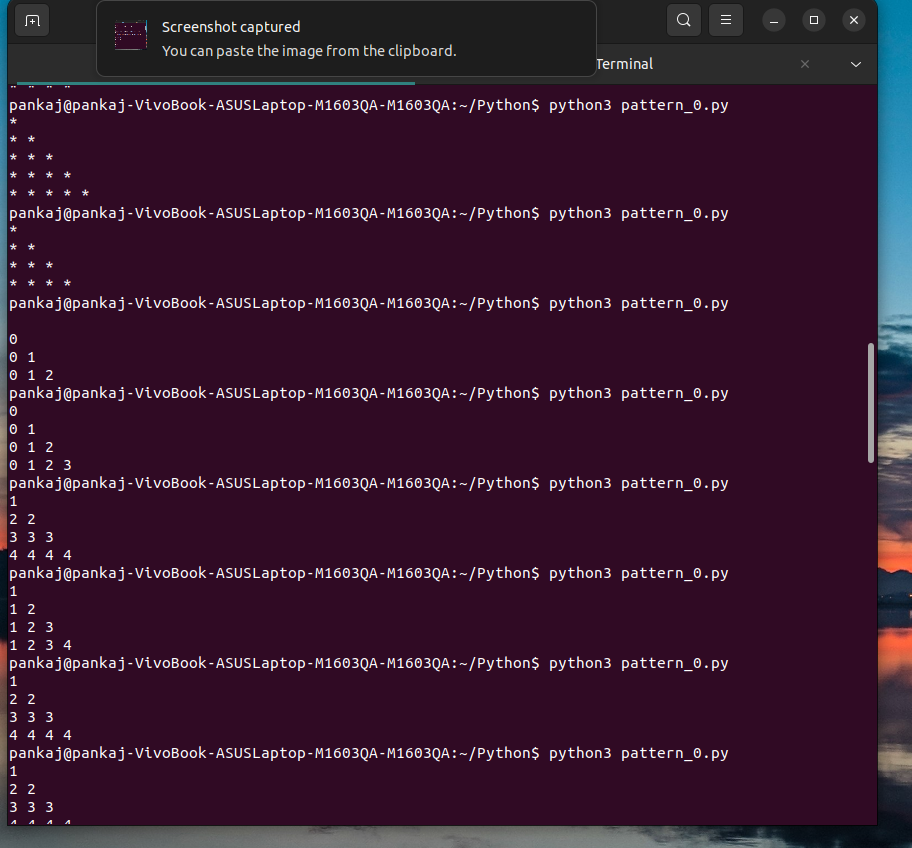 Screenshot captured
You can paste the image from the clipboard.
Terminal
* * * *
pankaj@pankaj-VivoBook-ASUSLaptop-M1603QA-M1603QA:~/Python$ python3 pattern_0.py
*
* *
* * *
* * * *
* * * * *
pankaj@pankaj-VivoBook-ASUSLaptop-M1603QA-M1603QA:~/Python$ python3 pattern_0.py
*
* *
* * *
* * * *
pankaj@pankaj-VivoBook-ASUSLaptop-M1603QA-M1603QA:~/Python$ python3 pattern_0.py

0
0 1
0 1 2
pankaj@pankaj-VivoBook-ASUSLaptop-M1603QA-M1603QA:~/Python$ python3 pattern_0.py
0
0 1
0 1 2
0 1 2 3
pankaj@pankaj-VivoBook-ASUSLaptop-M1603QA-M1603QA:~/Python$ python3 pattern_0.py
1
2 2
3 3 3
4 4 4 4
pankaj@pankaj-VivoBook-ASUSLaptop-M1603QA-M1603QA:~/Python$ python3 pattern_0.py
1
1 2
1 2 3
1 2 3 4
pankaj@pankaj-VivoBook-ASUSLaptop-M1603QA-M1603QA:~/Python$ python3 pattern_0.py
1
2 2
3 3 3
4 4 4 4
pankaj@pankaj-VivoBook-ASUSLaptop-M1603QA-M1603QA:~/Python$ python3 pattern_0.py
1
2 2
3 3 3
4 4 4 4